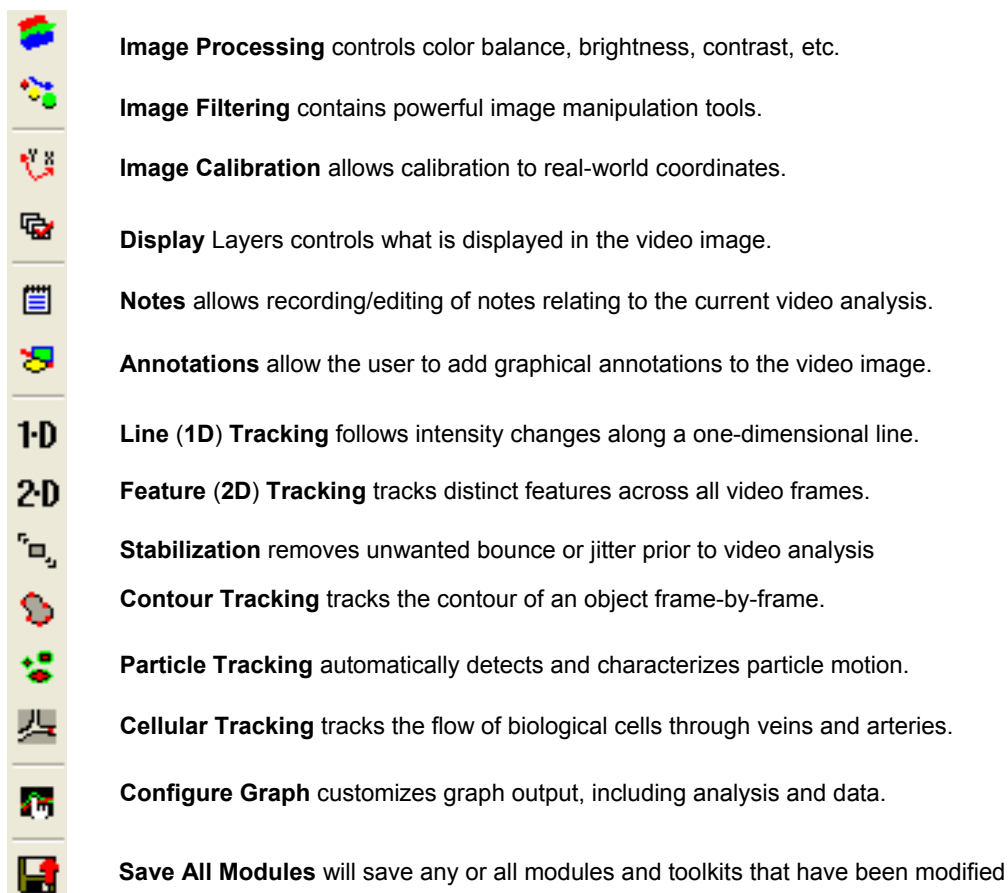 Image Processing controls color balance, brightness, contrast, etc.
Image Filtering contains powerful image manipulation tools.
Y X
Image Calibration allows calibration to real-world coordinates.
Display Layers controls what is displayed in the video image.
Notes allows recording/editing of notes relating to the current video analysis.
Annotations allow the user to add graphical annotations to the video image.
1·D Line (1D) Tracking follows intensity changes along a one-dimensional line.
2·D Feature (2D) Tracking tracks distinct features across all video frames.
Stabilization removes unwanted bounce or jitter prior to video analysis
Contour Tracking tracks the contour of an object frame-by-frame.
Particle Tracking automatically detects and characterizes particle motion.
Cellular Tracking tracks the flow of biological cells through veins and arteries.
Configure Graph customizes graph output, including analysis and data.
Save All Modules will save any or all modules and toolkits that have been modified